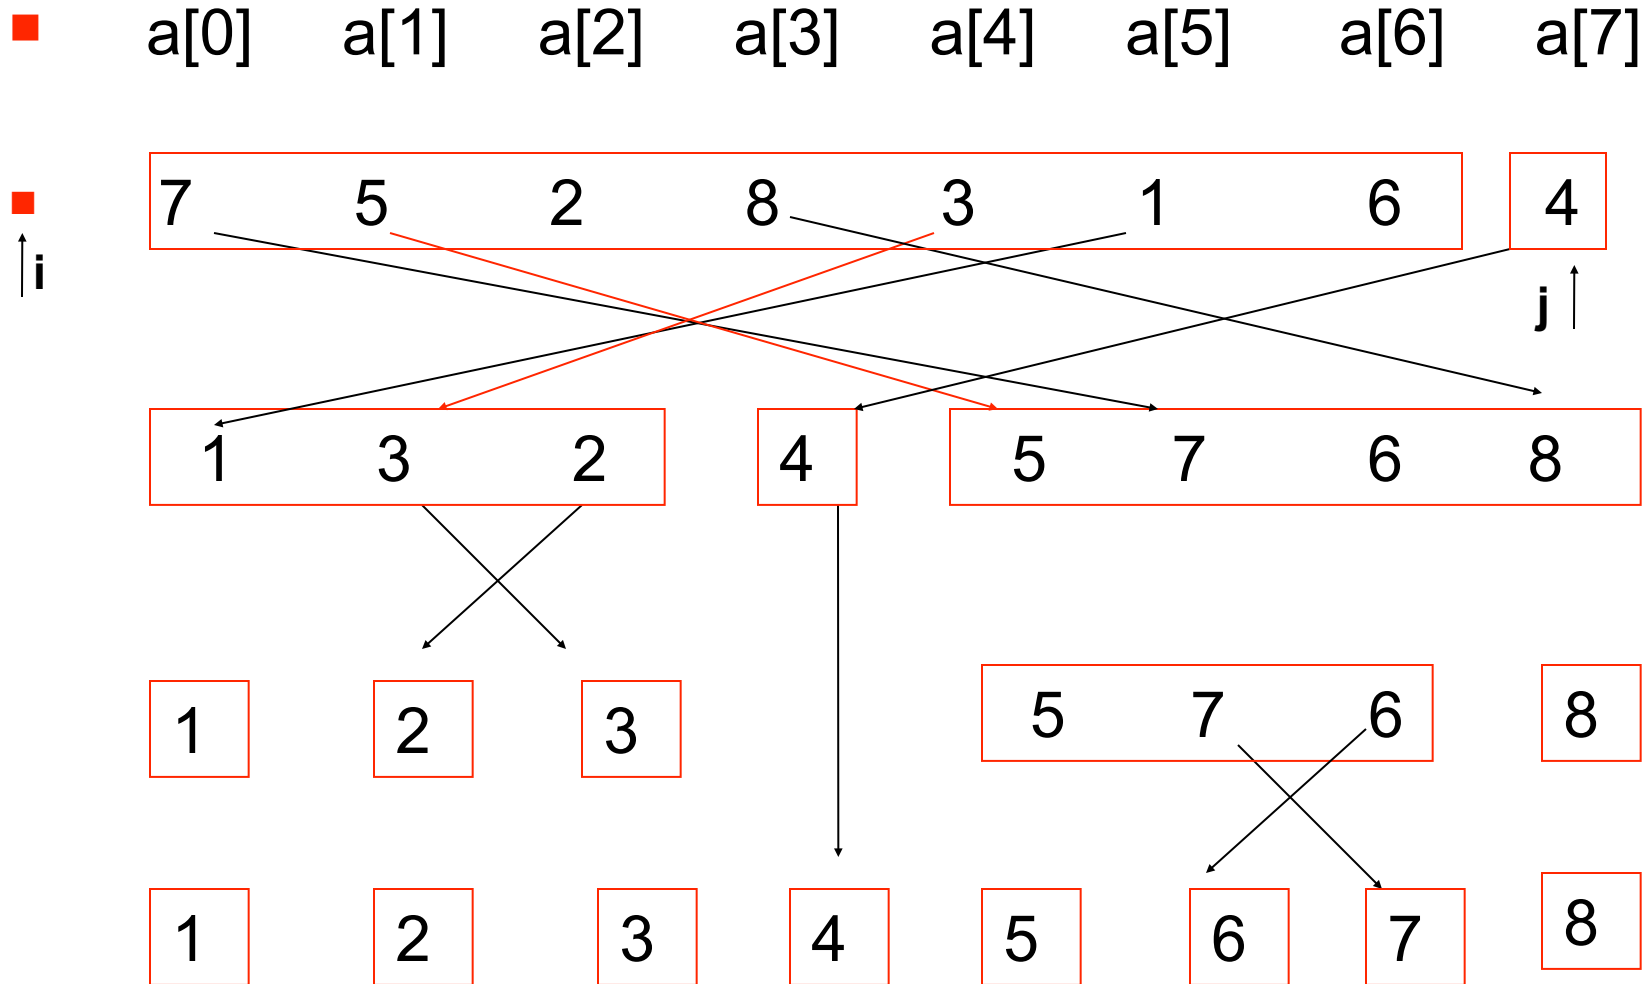 a[0] a[1] a[2] a[3] a[4] a[5] a[6] a[7]
7 5 2 8 3 1 6 4
i
j
1 3 2 4 5 7 6 8
1 2 3 5 7 6 8
1 2 3 4 5 6 7 8